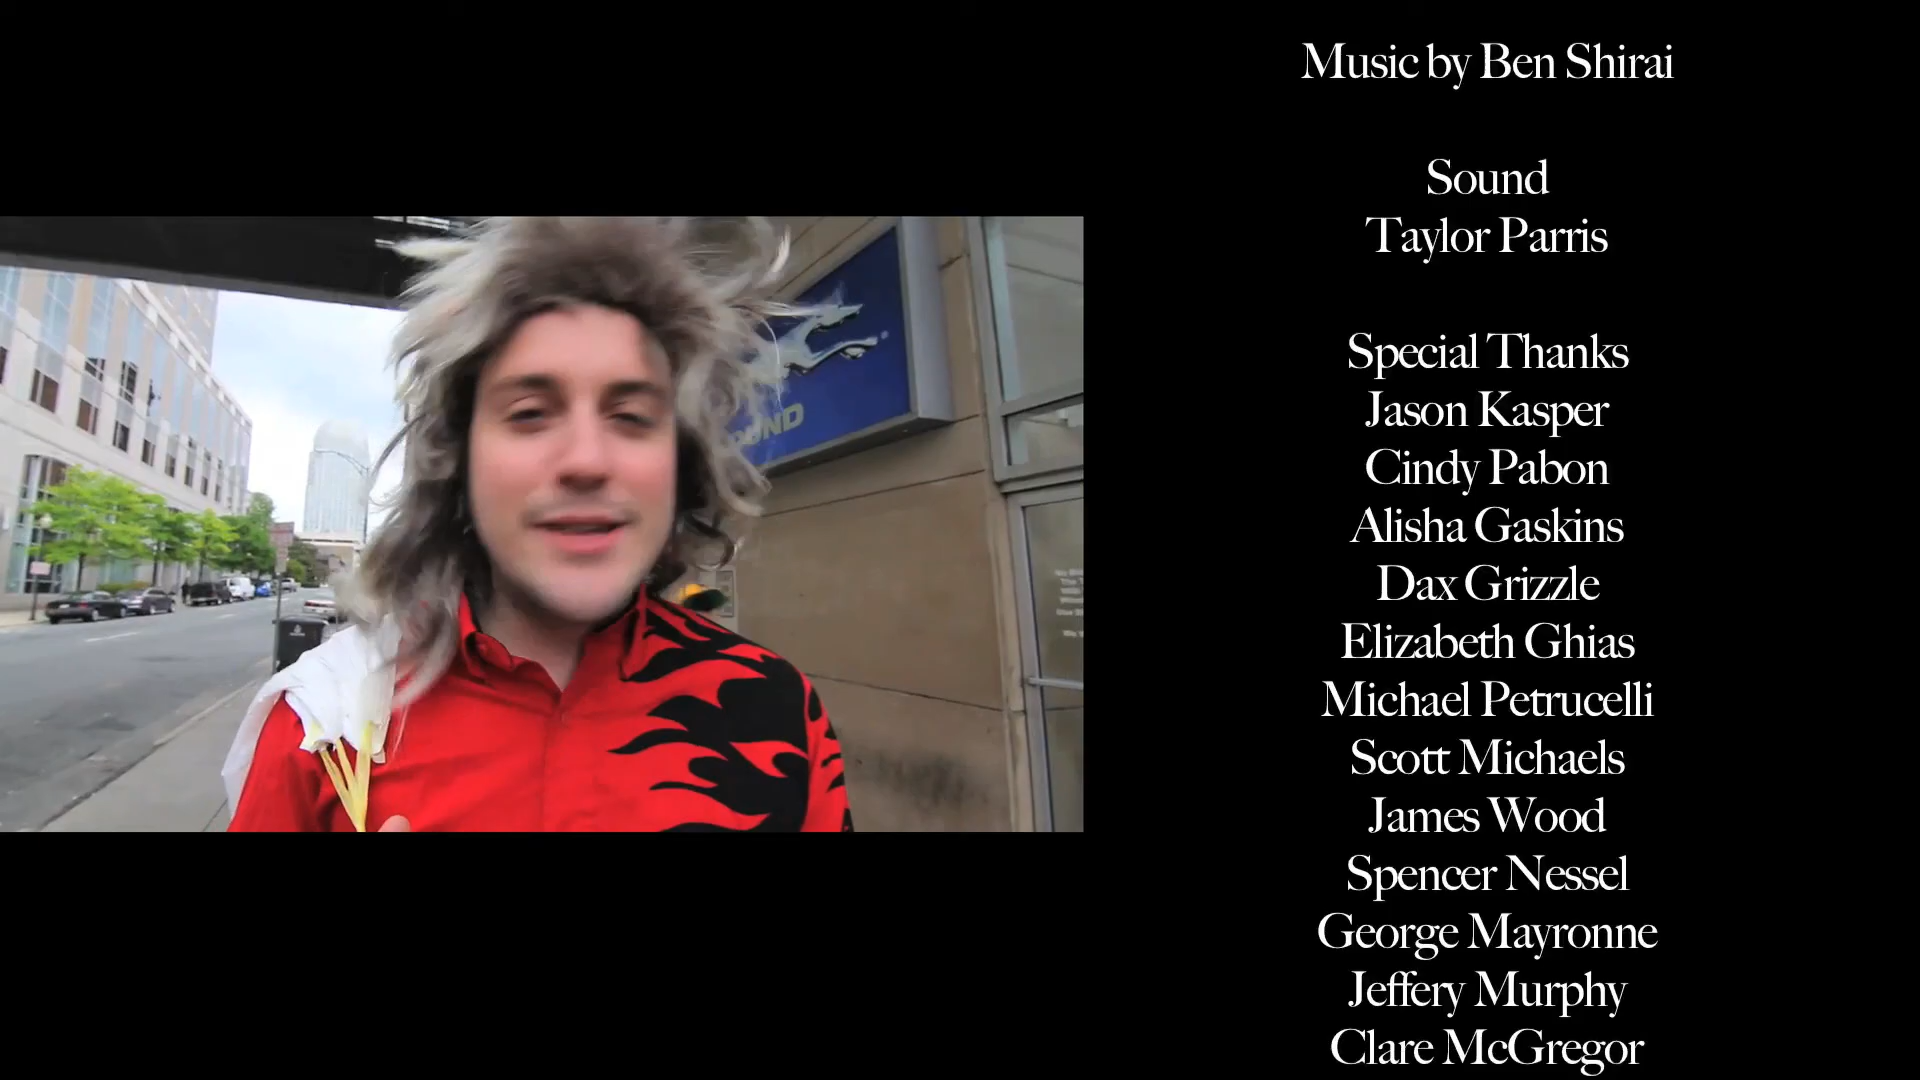 Music by Ben Shirai
Sound
Taylor Parris
Special Thanks
Jason Kasper
Cindy Pabon
Alisha Gaskins
Dax Grizzle
Elizabeth Ghias
Michael Petrucelli
Scott Michaels
James Wood
Spencer Nessel
George Mayronne
Jeffery Murphy
Clare McGregor
OUND